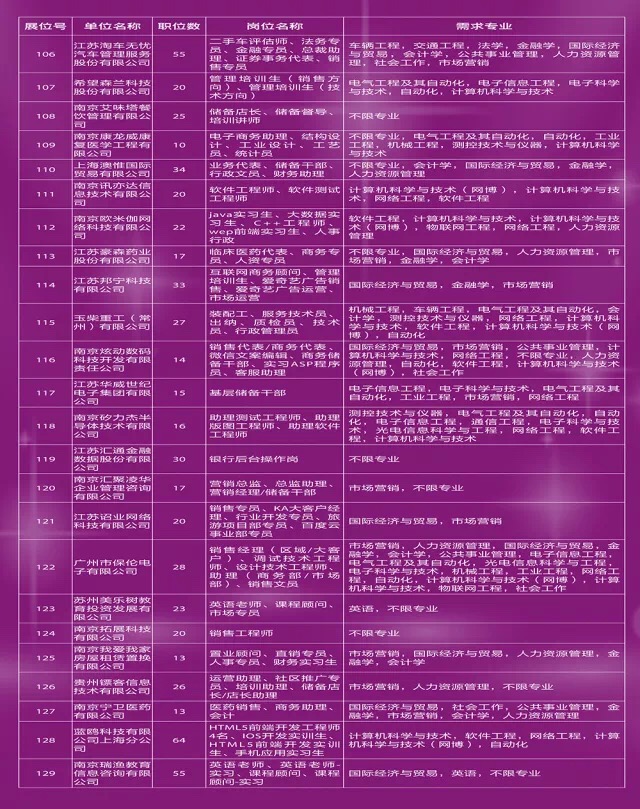 展位号 单位名称 职位数 岗位名称 需求专业
106 江苏淘车无忧汽车管理服务股份有限公司 55 二手车评估师、法务专员、金融专员、总裁助理、证券事务代表、销售专员 车辆工程，交通工程，法学，金融学，国际经济与贸易，会计学，公共事业管理，人力资源管理，社会工作，市场营销
107 希望森兰科技股份有限公司 20 管理培训生（销售方向）、管理培训生（技术方向） 电气工程及其自动化，电子信息工程，电子科学与技术，自动化，计算机科学与技术
108 南京艾味塔餐饮管理有限公司 25 储备店长、储备督导、培训讲师 不限专业
109 南京康龙威康复医学工程有限公司 10 电子商务助理、结构设计、工业设计、工艺员、统计员 不限专业，电气工程及其自动化，自动化，工业工程，机械工程，测控技术与仪器，计算机科学与技术
110 上海澳惟国际贸易有限公司 34 业务代表、储备干部、行政文员、财务助理 不限专业，会计学，国际经济与贸易，金融学，人力资源管理
111 南京讯亦达信息技术有限公司 20 软件工程师、软件测试工程师 计算机科学与技术（网博），计算机科学与技术，网络工程，软件工程
112 南京欧米伽网络科技有限公司 22 java实习生、大数据实习生、C++工程师、wep前端实习生、人事行政 软件工程，计算机科学与技术，计算机科学与技术（网博），物联网工程，网络工程，人力资源管理
113 江苏豪森药业股份有限公司 17 临床医药代表、商务专员、人资专员 不限专业，国际经济与贸易，人力资源管理，市场营销，金融学，会计学
114 江苏邦宁科技有限公司 33 互联网商务顾问、管理培训生、爱奇艺广告销售、爱奇艺广告运营、市场运营 国际经济与贸易，金融学，市场营销
115 玉柴重工（常州）有限公司 27 装配工、服务技术员、出纳、质检员、技术员、行政管理员 机械工程，车辆工程，电气工程及其自动化，会计学，测控技术与仪器，网络工程，计算机科学与技术，软件工程，计算机科学与技术（网博），自动化
116 南京炫动数码科技开发有限责任公司 14 销售代表/商务代表、微信文案编辑、商务储备干部、实习ASP程序员、客服助理 国际经济与贸易，市场营销，公共事业管理，计算机科学与技术，网络工程，不限专业，人力资源管理，自动化，软件工程，计算机科学与技术（网博），社会工作
117 江苏华威世纪电子集团有限公司 15 基层储备干部 电子信息工程，电子科学与技术，电气工程及其自动化，工业工程，市场营销，网络工程
118 南京矽力杰半导体技术有限公司 16 助理测试工程师、助理版图工程师、助理软件工程师 测控技术与仪器，电气工程及其自动化，自动化，电子信息工程，通信工程，电子科学与技术，光电信息科学与工程，网络工程，软件工程，计算机科学与技术
119 江苏汇通金融数据股份有限公司 30 银行后台操作岗 不限专业
120 南京汇聚凌华企业管理咨询有限公司 17 营销总监、总监助理、营销经理/储备干部 市场营销，不限专业
121 江苏诏业网络科技有限公司 20 销售专员、KA大客户经理、行业开发专员、旅游项目部专员、百度云事业部专员 国际经济与贸易，市场营销
122 广州市保伦电子有限公司 28 销售经理（区域/大客户）、调试技术工程师、设计技术工程师、助理（商务部/市场部）、销售文员 市场营销，人力资源管理，国际经济与贸易，金融学，会计学，公共事业管理，电子信息工程，电气工程及其自动化，光电信息科学与工程，电子科学与技术，机械工程，工业工程，网络工程，自动化，计算机科学与技术（网博），计算机科学与技术，物联网工程，社会工作
123 苏州美乐树教育投资发展有限公司 23 英语老师、课程顾问、市场专员 英语，不限专业
124 南京拓展科技有限公司 20 销售工程师 不限专业
125 南京我爱我家房屋租赁置换有限公司 13 置业顾问、直销专员、人事专员、财务实习生 市场营销，国际经济与贸易，人力资源管理，金融学，会计学
126 贵州镖客信息技术有限公司 26 运营助理、社区推广专员、培训助理、储备店长/店长助理 市场营销，人力资源管理，不限专业
127 南京宁卫医药有限公司 13 医药销售、商务助理、会计 国际经济与贸易，社会工作，公共事业管理，金融学，市场营销，会计学，人力资源管理
128 蓝鸥科技有限公司上海分公司 64 HTML5前端开发工程师4名、IOS开发实训生、HTML5前端开发实训生、手机应用实习生 计算机科学与技术，软件工程，网络工程，计算机科学与技术（网博），自动化
129 南京瑞渔教育信息咨询有限公司 55 英语老师、英语老师-实习、课程顾问、课程顾问-实习 国际经济与贸易，英语，不限专业